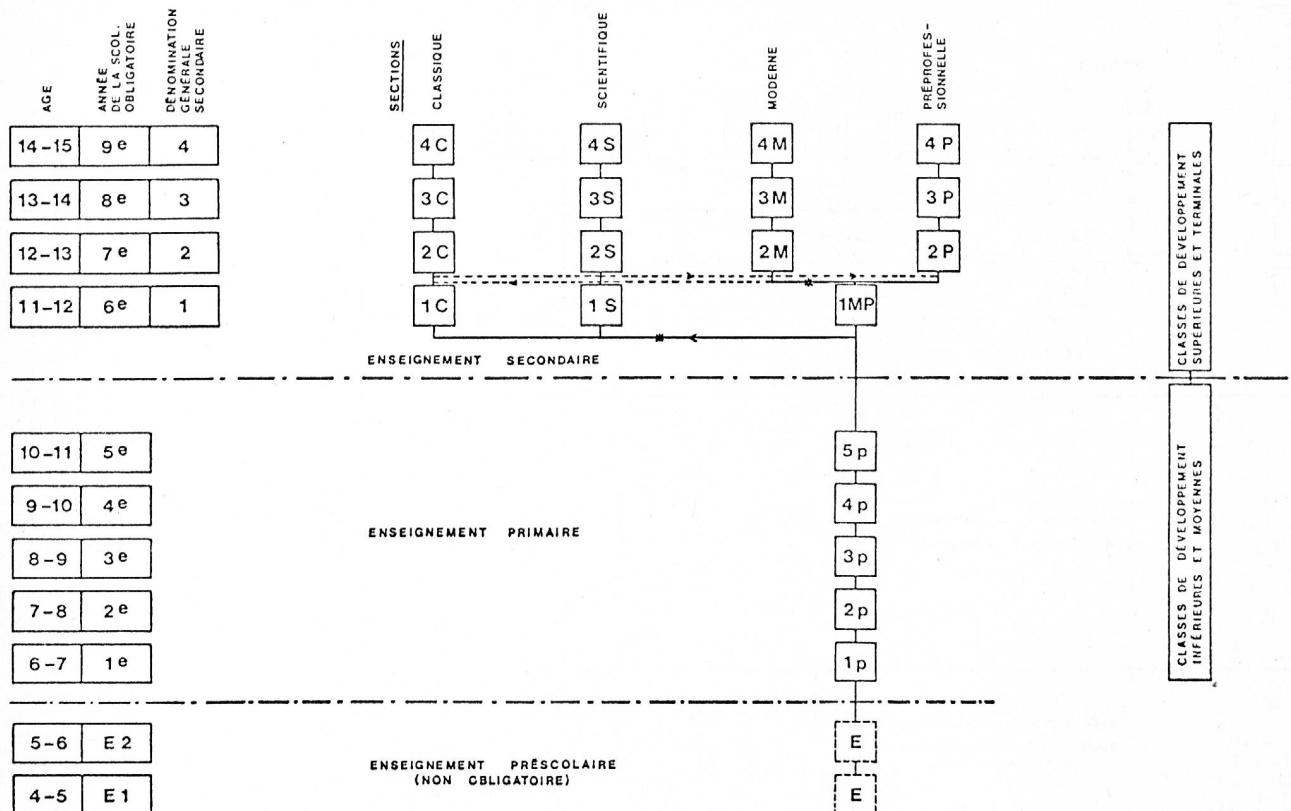 AGE
ANNÉE
DE LA SCOL.
OBLIGATOIRE
DÉNOMINATION
GÉNÉRALE
SECONDAIRE
SECTIONS
CLASSIQUE
SCIENTIFIQUE
MODERNE
PRÉPROFES-
SIONNELLE
14-15 9e 4 4C 4S 4M 4P
13-14 8e 3 3C 3S 3M 3P
12-13 7e 2 2C 2S 2M 2P
11-12 6e 1 1C 1S 1MP
ENSEIGNEMENT SECONDAIRE
CLASSES DE DÉVELOPPEMENT
SUPÉRIEURES ET TERMINALES
10-11 5e 5p
9-10 4e 4p
ENSEIGNEMENT PRIMAIRE
8-9 3e 3p
7-8 2e 2p
6-7 1e 1p
CLASSES DE DÉVELOPPEMENT
INFÉRIEURES ET MOYENNES
5-6 E2 E
ENSEIGNEMENT PRÉSCOLAIRE
(NON OBLIGATOIRE)
4-5 E1 E